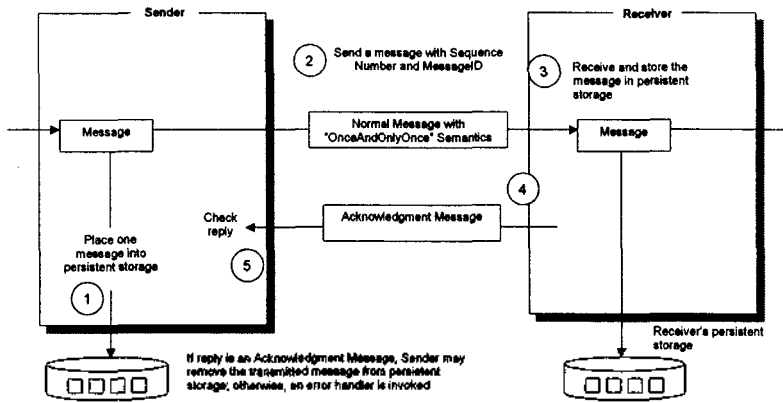 Sender
Receiver
2
Send a message with Sequence
Number and MessageID
3
Receive and store the
message in persistent
storage
Message
Normal Message with
"OnceAndOnlyOnce" Semantics
Message
4
Acknowledgment Message
Check
reply
5
Place one
message into
persistent storage
1
Receiver's persistent
storage
If reply is an Acknowledgment Message, Sender may
remove the transmitted message from persistent
storage; otherwise, an error handler is invoked